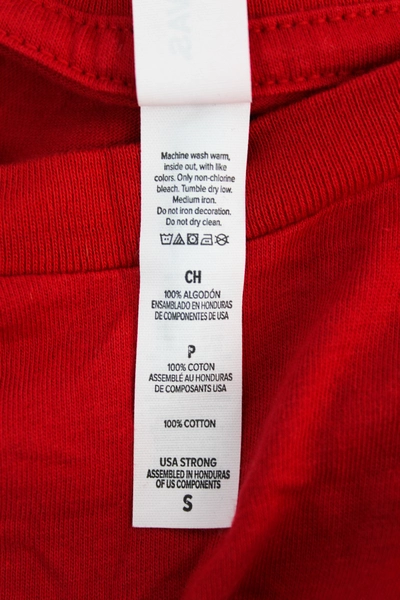 VAS.
Machine wash warm,
inside out, with like
colors. Only non-chlorine
bleach. Tumble dry low.
Medium iron.
Do not iron decoration.
Do not dry clean.
CH
100% ALGODÓN
ENSAMBLADO EN HONDURAS
DE COMPONENTES DE USA
P
100% COTON
ASSEMBLÉ AU HONDURAS
DE COMPOSANTS USA
100% COTTON
USA STRONG
ASSEMBLED IN HONDURAS
OF US COMPONENTS
S